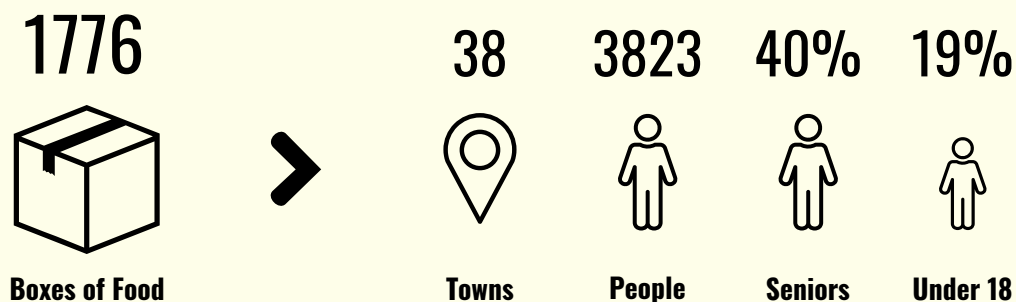 1776
38
3823
40%
19%
Boxes of Food
Towns
People
Seniors
Under 18